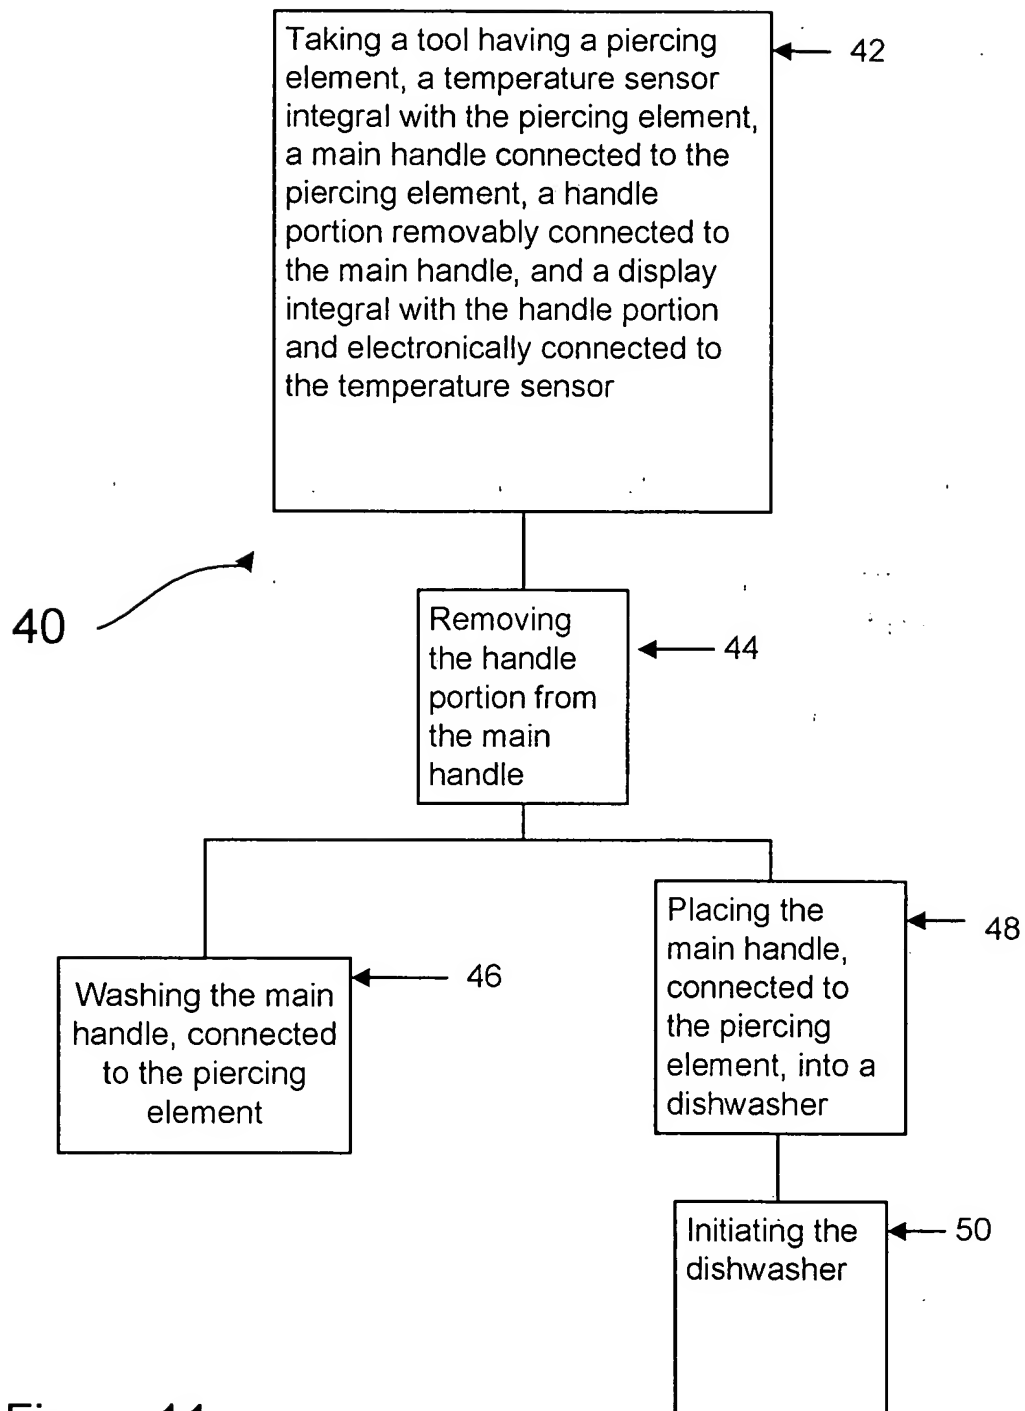 Taking a tool having a piercing
element, a temperature sensor
integral with the piercing element,
a main handle connected to the
piercing element, a handle
portion removably connected to
the main handle, and a display
integral with the handle portion
and electronically connected to
the temperature sensor
42
40
Removing
the handle
portion from
the main
handle
44
Washing the main
handle, connected
to the piercing
element
46
Placing the
main handle,
connected to
the piercing
element, into a
dishwasher
48
Initiating the
dishwasher
50